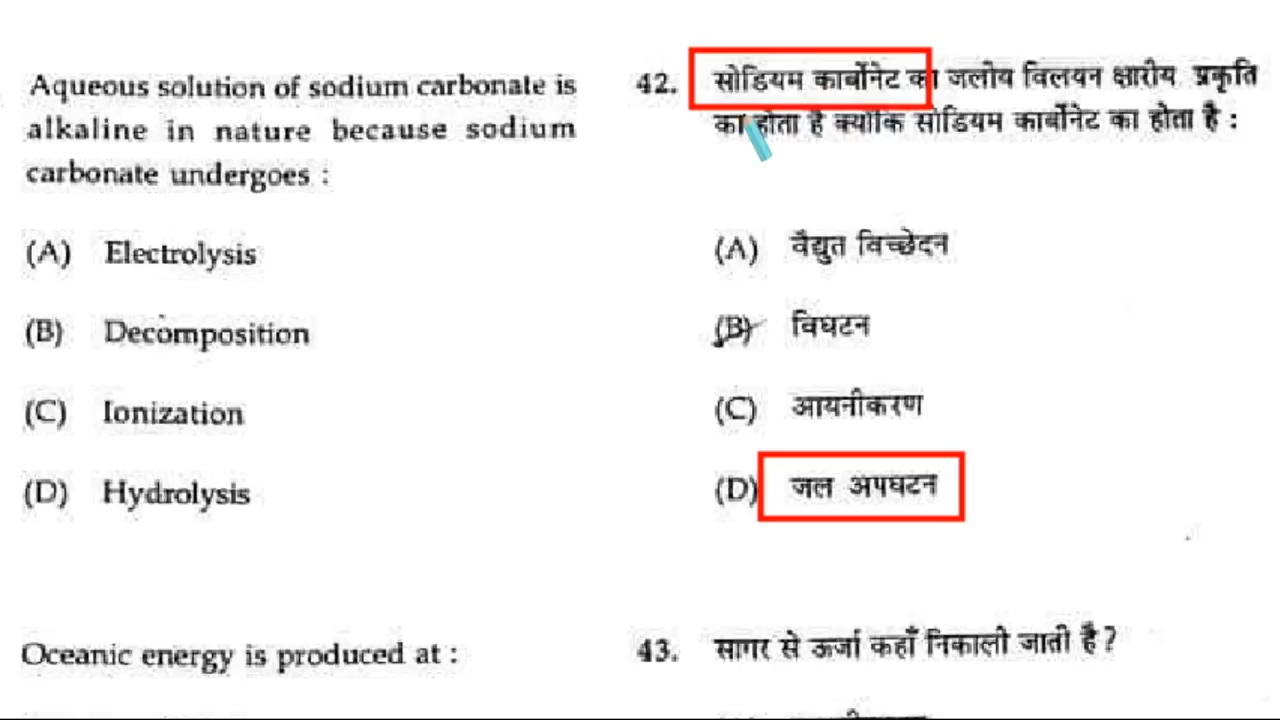 Aqueous solution of sodium carbonate is
alkaline in nature because sodium
carbonate undergoes :
(A) Electrolysis
(B) Decomposition
(C) Ionization
(D) Hydrolysis
Oceanic energy is produced at :
42. सोडियम कार्बोनेट का जलीय विलयन क्षारीय प्रकृति
का होता है क्योंकि सोडियम कार्बोनेट का होता है :
(A) वैद्युत विच्छेदन
(B) विघटन
(C) आयनीकरण
(D) जल अपघटन
43. सागर से ऊर्जा कहाँ निकाली जाती है?